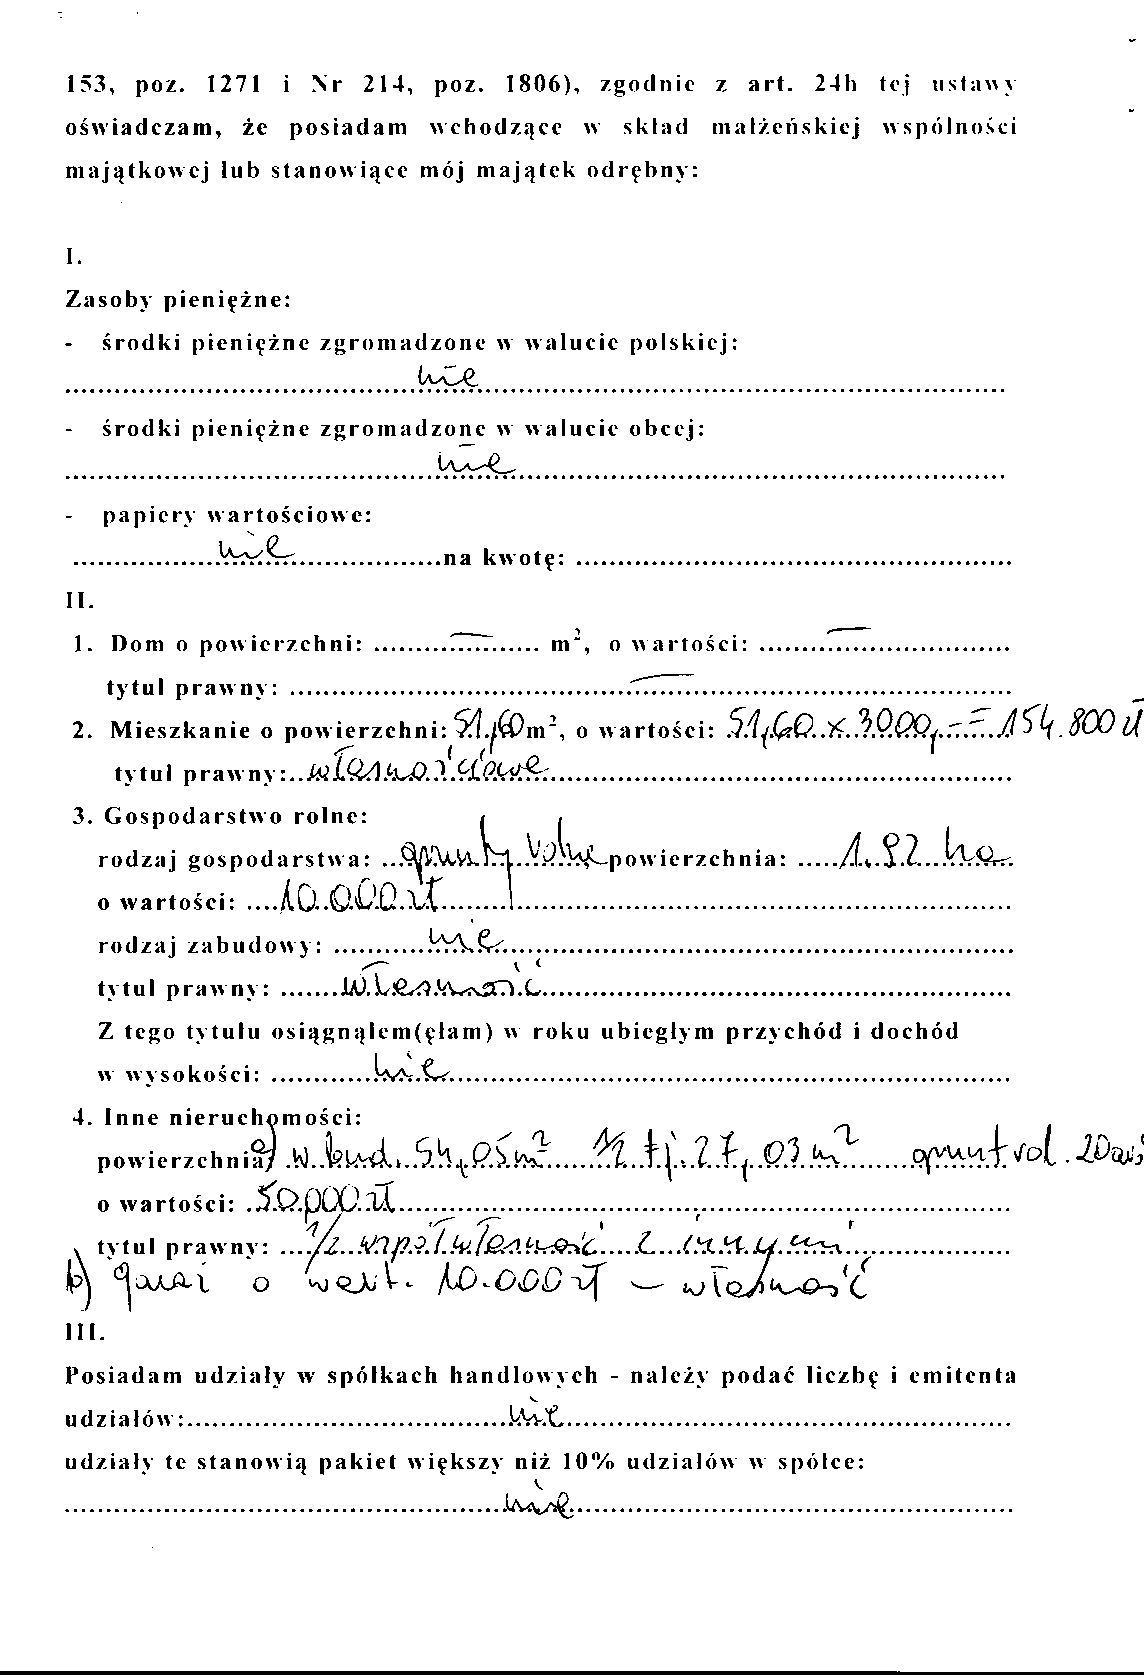 153, poz. 1271 i Nr 214, poz. 1806), zgodnie z art. 24h tej ustawy
oświadczam, że posiadam wchodzące w skład małżeńskiej wspólności
majątkowej lub stanowiące mój majątek odrębny:
I.
Zasoby pieniężne:
- środki pieniężne zgromadzone w walucie polskiej:
nie
- środki pieniężne zgromadzone w walucie obcej:
nie
- papiery wartościowe:
nie na kwotę:
II.
1. Dom o powierzchni: — m², o wartości: —
tytuł prawny: —
2. Mieszkanie o powierzchni: 51,60 m², o wartości: 51,60 x 3000,- = 154.800 zł
tytuł prawny: własnościowe
3. Gospodarstwo rolne:
rodzaj gospodarstwa: grunty rolne powierzchnia: 1.92 ha
o wartości: 10.000 zł
rodzaj zabudowy: nie
tytuł prawny: własność
Z tego tytułu osiągnąłem(ęłam) w roku ubiegłym przychód i dochód
w wysokości: nie
4. Inne nieruchomości:
powierzchnia a) w bud. 54,05 m² 1/2 tj. 27,03 m² grunt rol.
o wartości: 50.000 zł
tytuł prawny: 1/2 współwłasność z innymi
b) garaż o wart. 10.000 zł — własność
III.
Posiadam udziały w spółkach handlowych - należy podać liczbę i emitenta
udziałów: nie
udziały te stanowią pakiet większy niż 10% udziałów w spółce:
nie